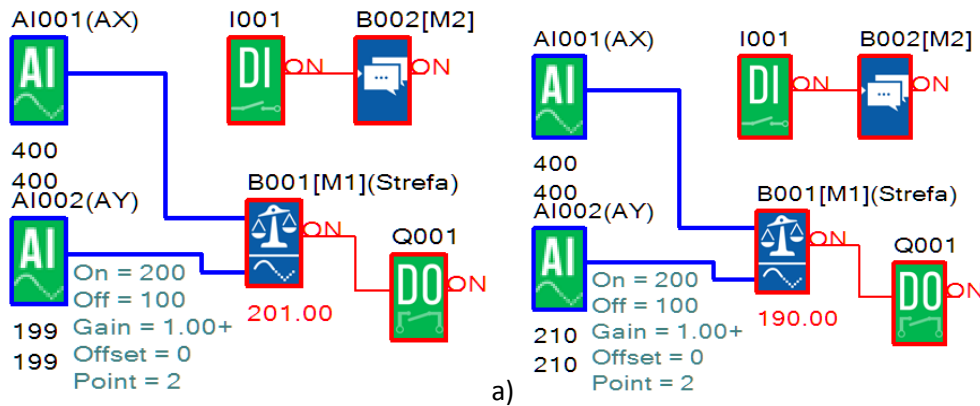 AI001(AX)
I001
B002[M2]
AI
DI
ON
ON
400
400
AI002(AY)
B001[M1](Strefa)
AI
ON
Q001
On = 200
Off = 100
Gain = 1.00+
Offset = 0
Point = 2
201.00
DO
ON
199
199
a)
AI001(AX)
I001
B002[M2]
AI
DI
ON
ON
400
400
AI002(AY)
B001[M1](Strefa)
AI
ON
Q001
On = 200
Off = 100
Gain = 1.00+
Offset = 0
Point = 2
190.00
DO
ON
210
210